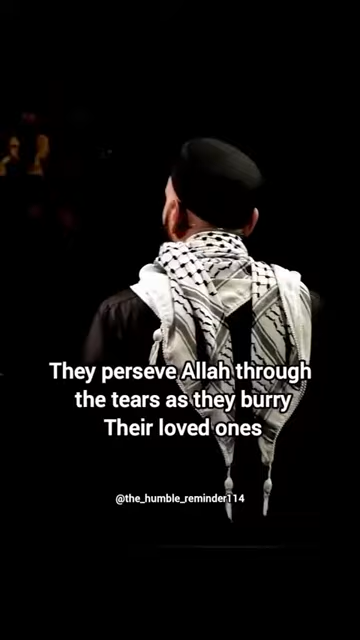 They perseve Allah through
the tears as they burry
Their loved ones
@the_humble_reminder114